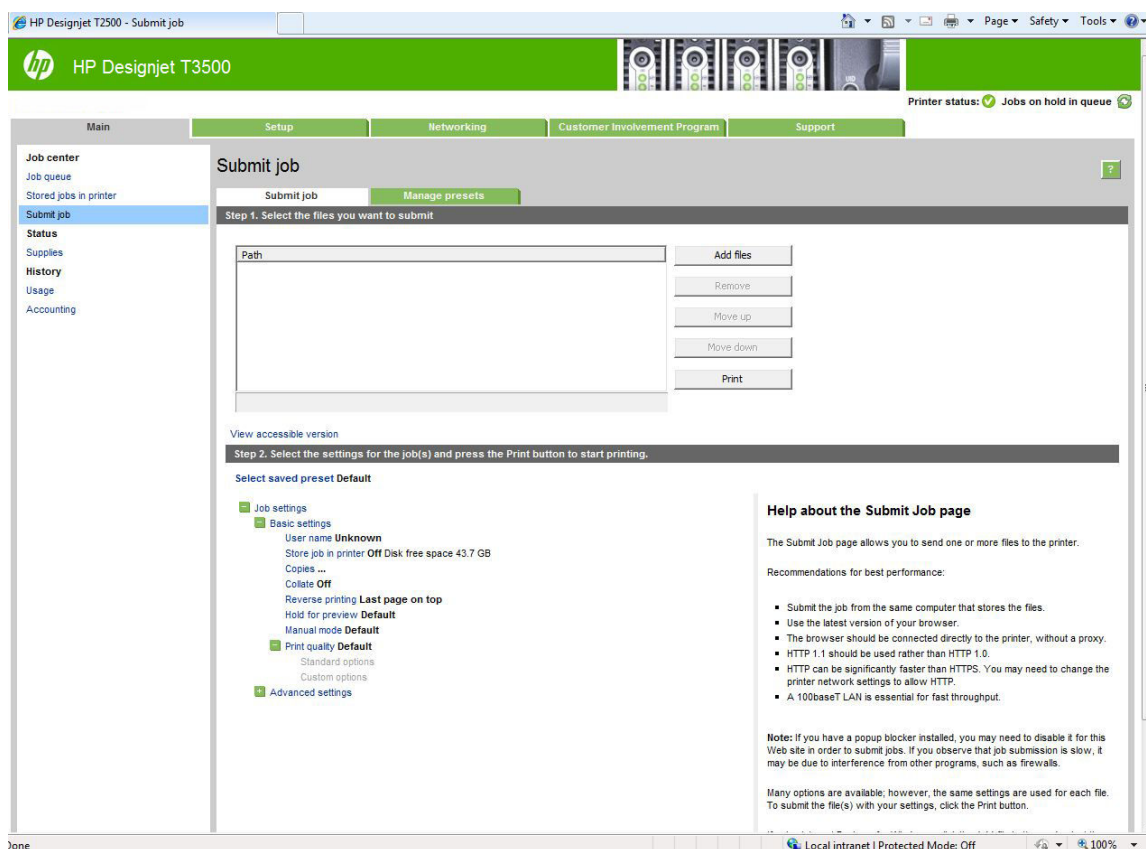 HP Designjet T2500 - Submit job
Page Safety Tools
hp HP Designjet T3500
UID
Printer status: Jobs on hold in queue
Main Setup Networking Customer Involvement Program Support
Job center
Job queue
Stored jobs in printer
Submit job
Status
Supplies
History
Usage
Accounting
Submit job
?
Submit job Manage presets
Step 1. Select the files you want to submit
Path
Add files
Remove
Move up
Move down
Print
View accessible version
Step 2. Select the settings for the job(s) and press the Print button to start printing.
Select saved preset Default
Job settings
Basic settings
User name Unknown
Store job in printer Off Disk free space 43.7 GB
Copies ...
Collate Off
Reverse printing Last page on top
Hold for preview Default
Manual mode Default
Print quality Default
Standard options
Custom options
Advanced settings
Help about the Submit Job page
The Submit Job page allows you to send one or more files to the printer.
Recommendations for best performance:
Submit the job from the same computer that stores the files.
Use the latest version of your browser.
The browser should be connected directly to the printer, without a proxy.
HTTP 1.1 should be used rather than HTTP 1.0.
HTTP can be significantly faster than HTTPS. You may need to change the
printer network settings to allow HTTP.
A 100baseT LAN is essential for fast throughput.
Note: If you have a popup blocker installed, you may need to disable it for this
Web site in order to submit jobs. If you observe that job submission is slow, it
may be due to interference from other programs, such as firewalls.
Many options are available; however, the same settings are used for each file.
To submit the file(s) with your settings, click the Print button.
Done
Local intranet | Protected Mode: Off
100%